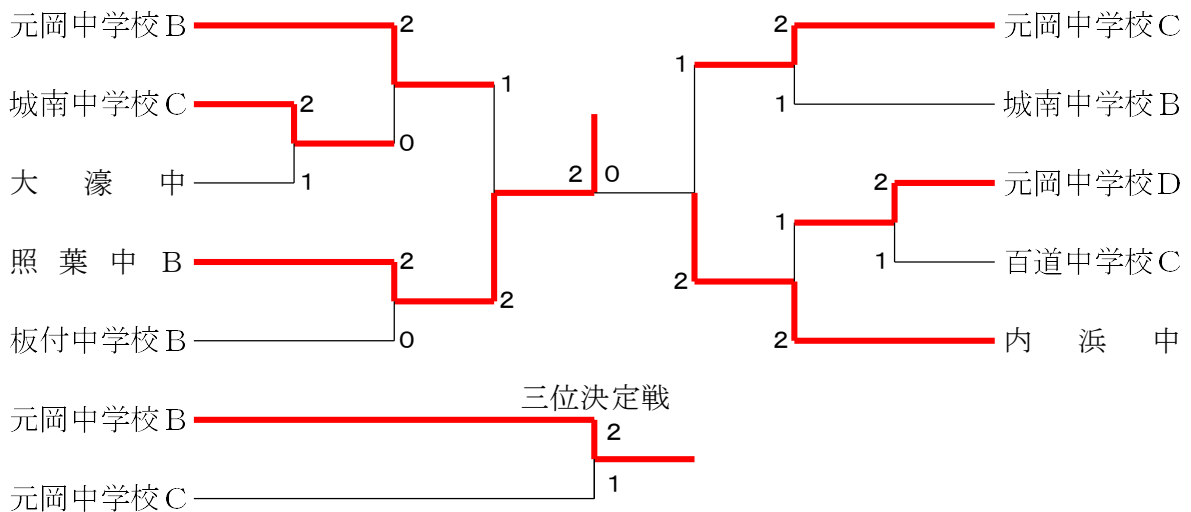 元岡中学校B 2 2 元岡中学校C
1 1
城南中学校C 2 1 城南中学校B
0
大濠中 1 2 0 2 元岡中学校D
1
照葉中B 2 1 百道中学校C
2 2
板付中学校B 0 2 内浜中
三位決定戦
元岡中学校B 2
1
元岡中学校C